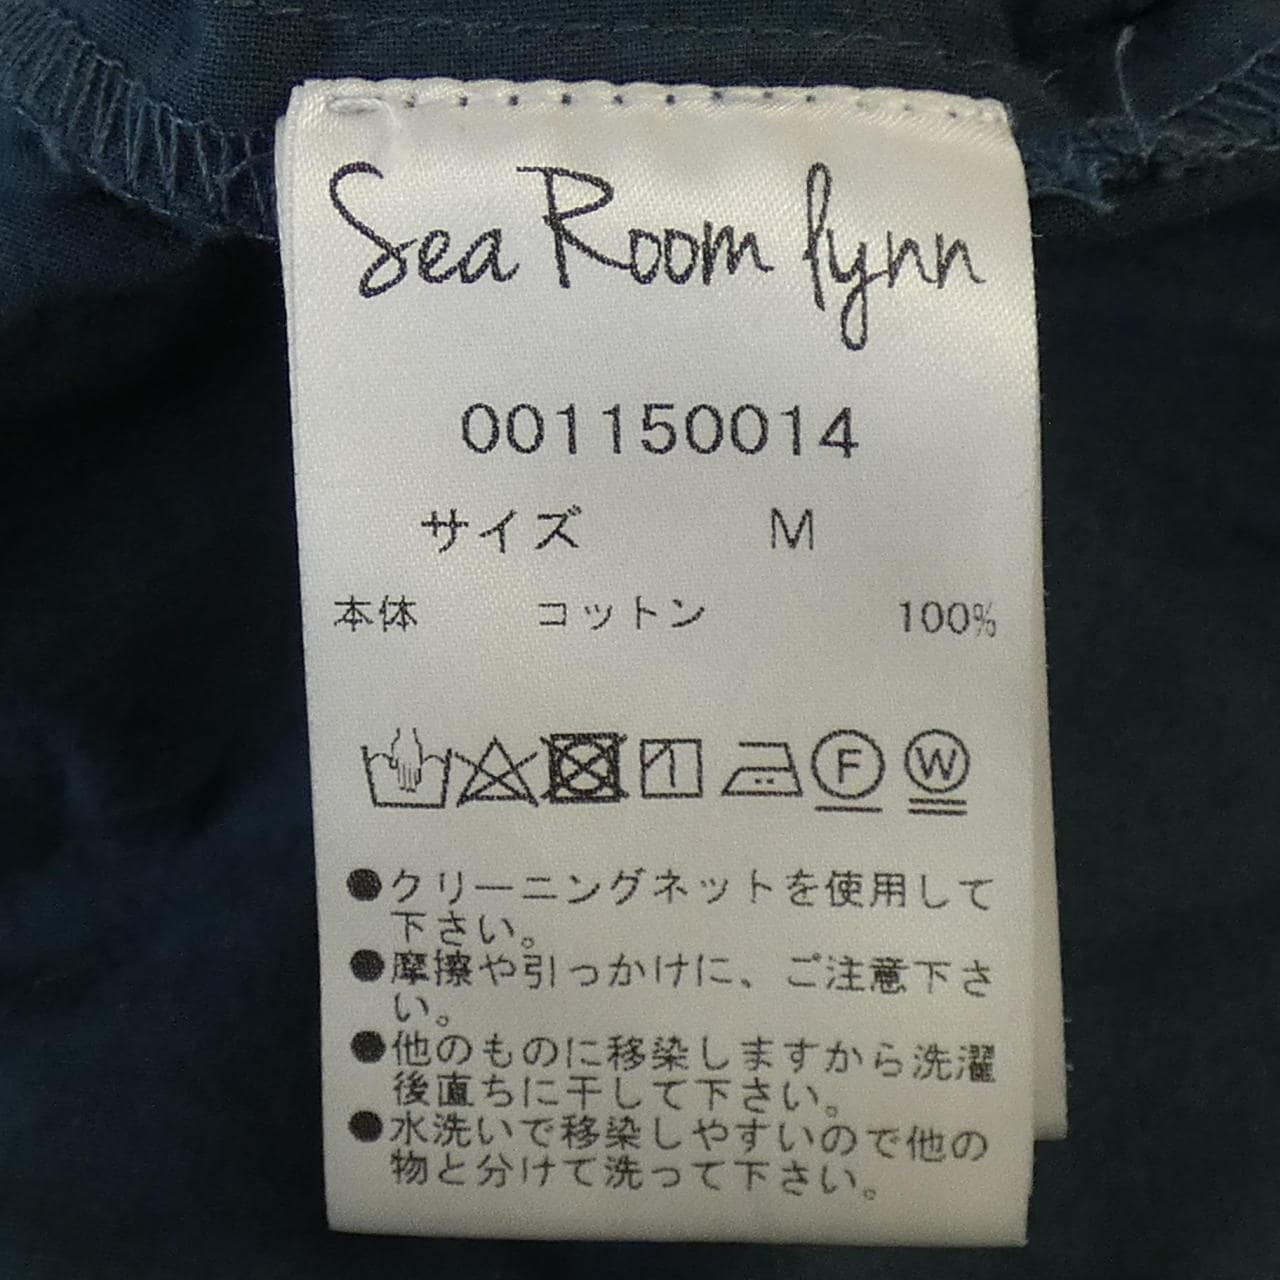 Sea Room lynn
001150014
サイズ M
本体 コットン 100%
F W
●クリーニングネットを使用して
下さい。
●摩擦や引っかけに、ご注意下さ
い。
●他のものに移染しますから洗濯
後直ちに干して下さい。
●水洗いで移染しやすいので他の
物と分けて洗って下さい。